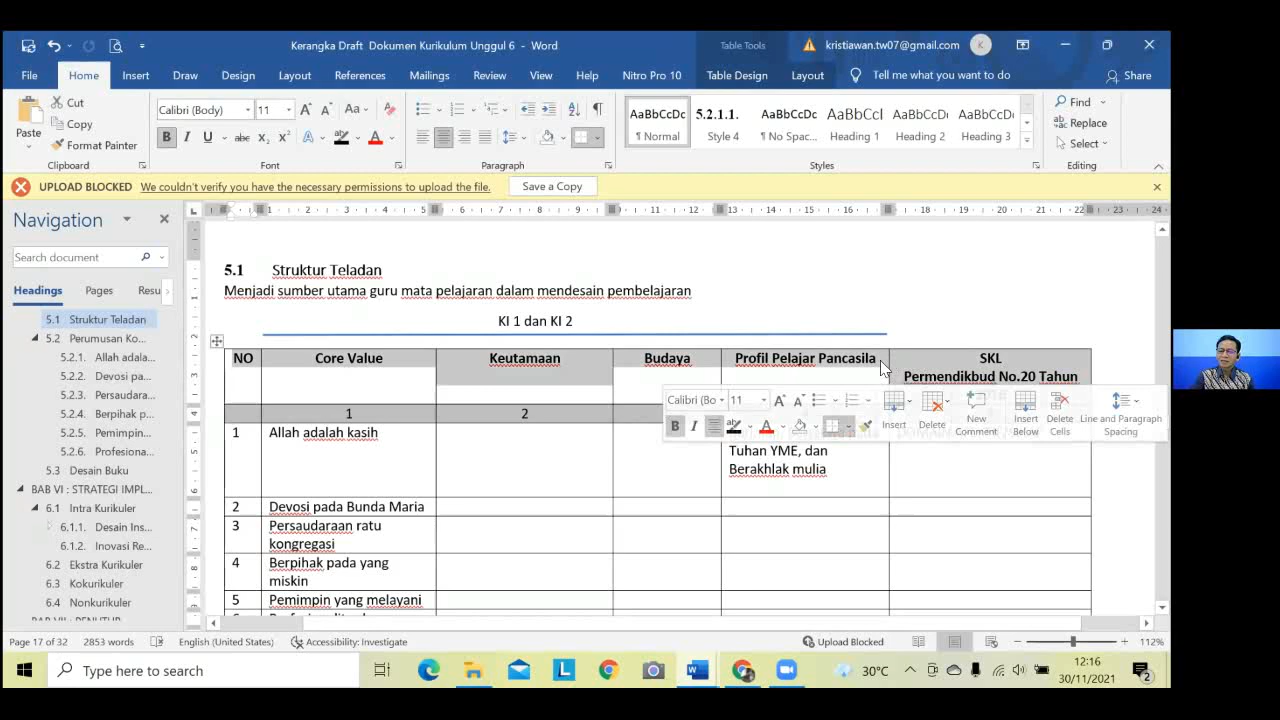 Kerangka Draft Dokumen Kurikulum Unggul 6 - Word
Table Tools
kristiawan.tw07@gmail.com
K
File Home Insert Draw Design Layout References Mailings Review View Help Nitro Pro 10 Table Design Layout Tell me what you want to do Share
Paste
Cut
Copy
Format Painter
Clipboard
Calibri (Body) 11
Font
Paragraph
AaBbCcDc
¶ Normal
5.2.1.1.
Style 4
AaBbCcDc
¶ No Spac...
AaBbCcI
Heading 1
AaBbCcDc
Heading 2
AaBbCcDc
Heading 3
Styles
Find
Replace
Select
Editing
UPLOAD BLOCKED We couldn't verify you have the necessary permissions to upload the file. Save a Copy
Navigation
Search document
Headings Pages Resu
5.1 Struktur Teladan
5.2 Perumusan Ko...
5.2.1. Allah adala...
5.2.2. Devosi pa...
5.2.3. Persaudara...
5.2.4. Berpihak p...
5.2.5. Pemimpin...
5.2.6. Profesiona...
5.3 Desain Buku
BAB VI : STRATEGI IMPL...
6.1 Intra Kurikuler
6.1.1. Desain Ins...
6.1.2. Inovasi Re...
6.2 Ekstra Kurikuler
6.3 Kokurikuler
6.4 Nonkurikuler
5.1 Struktur Teladan
Menjadi sumber utama guru mata pelajaran dalam mendesain pembelajaran
KI 1 dan KI 2
NO Core Value Keutamaan Budaya Profil Pelajar Pancasila SKL
Permendikbud No.20 Tahun
1 2
1 Allah adalah kasih
Tuhan YME, dan
Berakhlak mulia
2 Devosi pada Bunda Maria
3 Persaudaraan ratu
kongregasi
4 Berpihak pada yang
miskin
5 Pemimpin yang melayani
Calibri (Bo 11
Insert Delete
New
Comment
Insert
Below
Delete
Cells
Line and Paragraph
Spacing
Page 17 of 32 2853 words English (United States) Accessibility: Investigate Upload Blocked 112%
Type here to search
30°C
12:16
30/11/2021
2